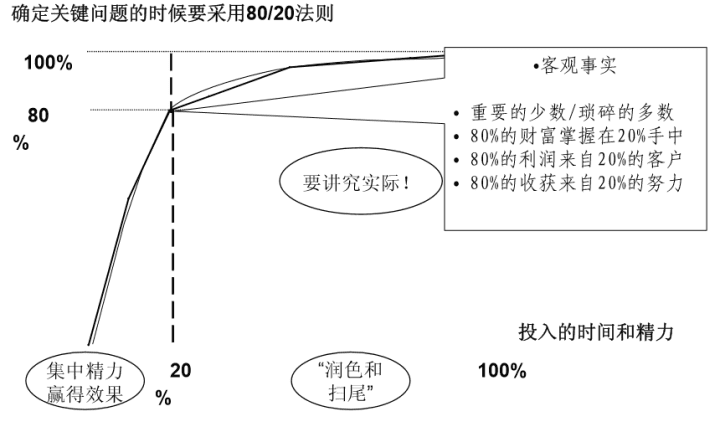 确定关键问题的时候要采用80/20法则
100%
80
%
•客观事实
• 重要的少数/琐碎的多数
• 80%的财富掌握在20%手中
• 80%的利润来自20%的客户
• 80%的收获来自20%的努力
要讲究实际！
投入的时间和精力
集中精力
赢得效果
20
%
“润色和
扫尾”
100%